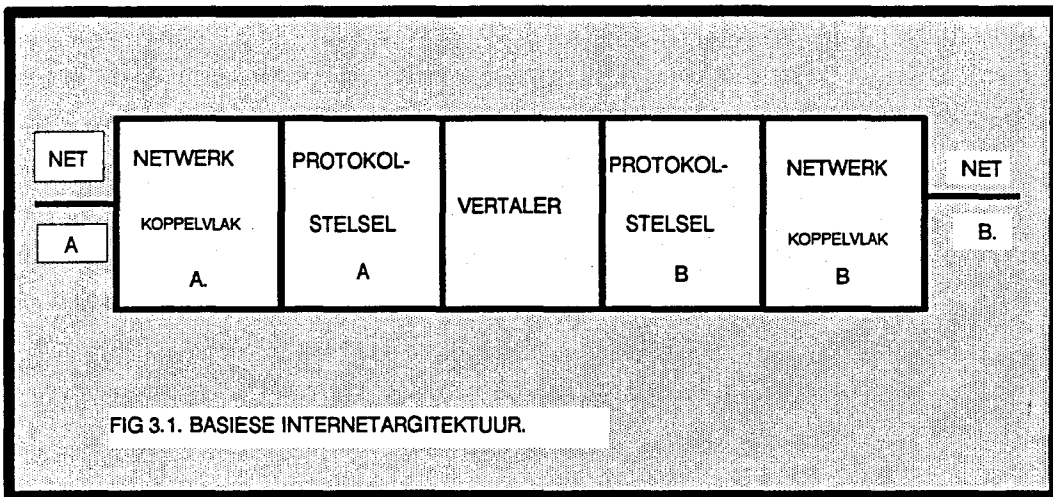 NET
A
NETWERK
KOPPELVLAK
A.
PROTOKOL-
STELSEL
A
VERTALER
PROTOKOL-
STELSEL
B
NETWERK
KOPPELVLAK
B
NET
B.
FIG 3.1. BASIESE INTERNETARGITEKTUUR.